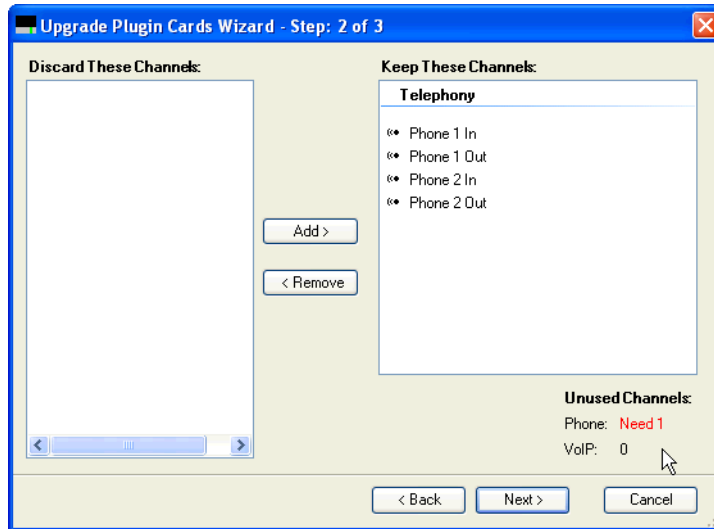 Upgrade Plugin Cards Wizard - Step: 2 of 3
Discard These Channels:
Keep These Channels:
Telephony
Phone 1 In
Phone 1 Out
Phone 2 In
Phone 2 Out
Add >
< Remove
Unused Channels:
Phone: Need 1
VoIP: 0
< Back Next > Cancel